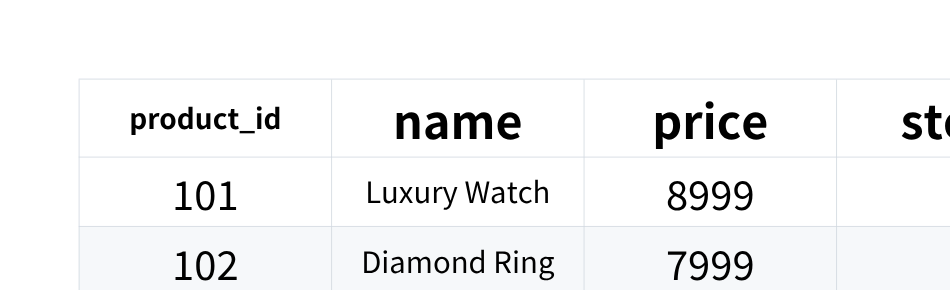 product_id name price
101 Luxury Watch 8999
102 Diamond Ring 7999